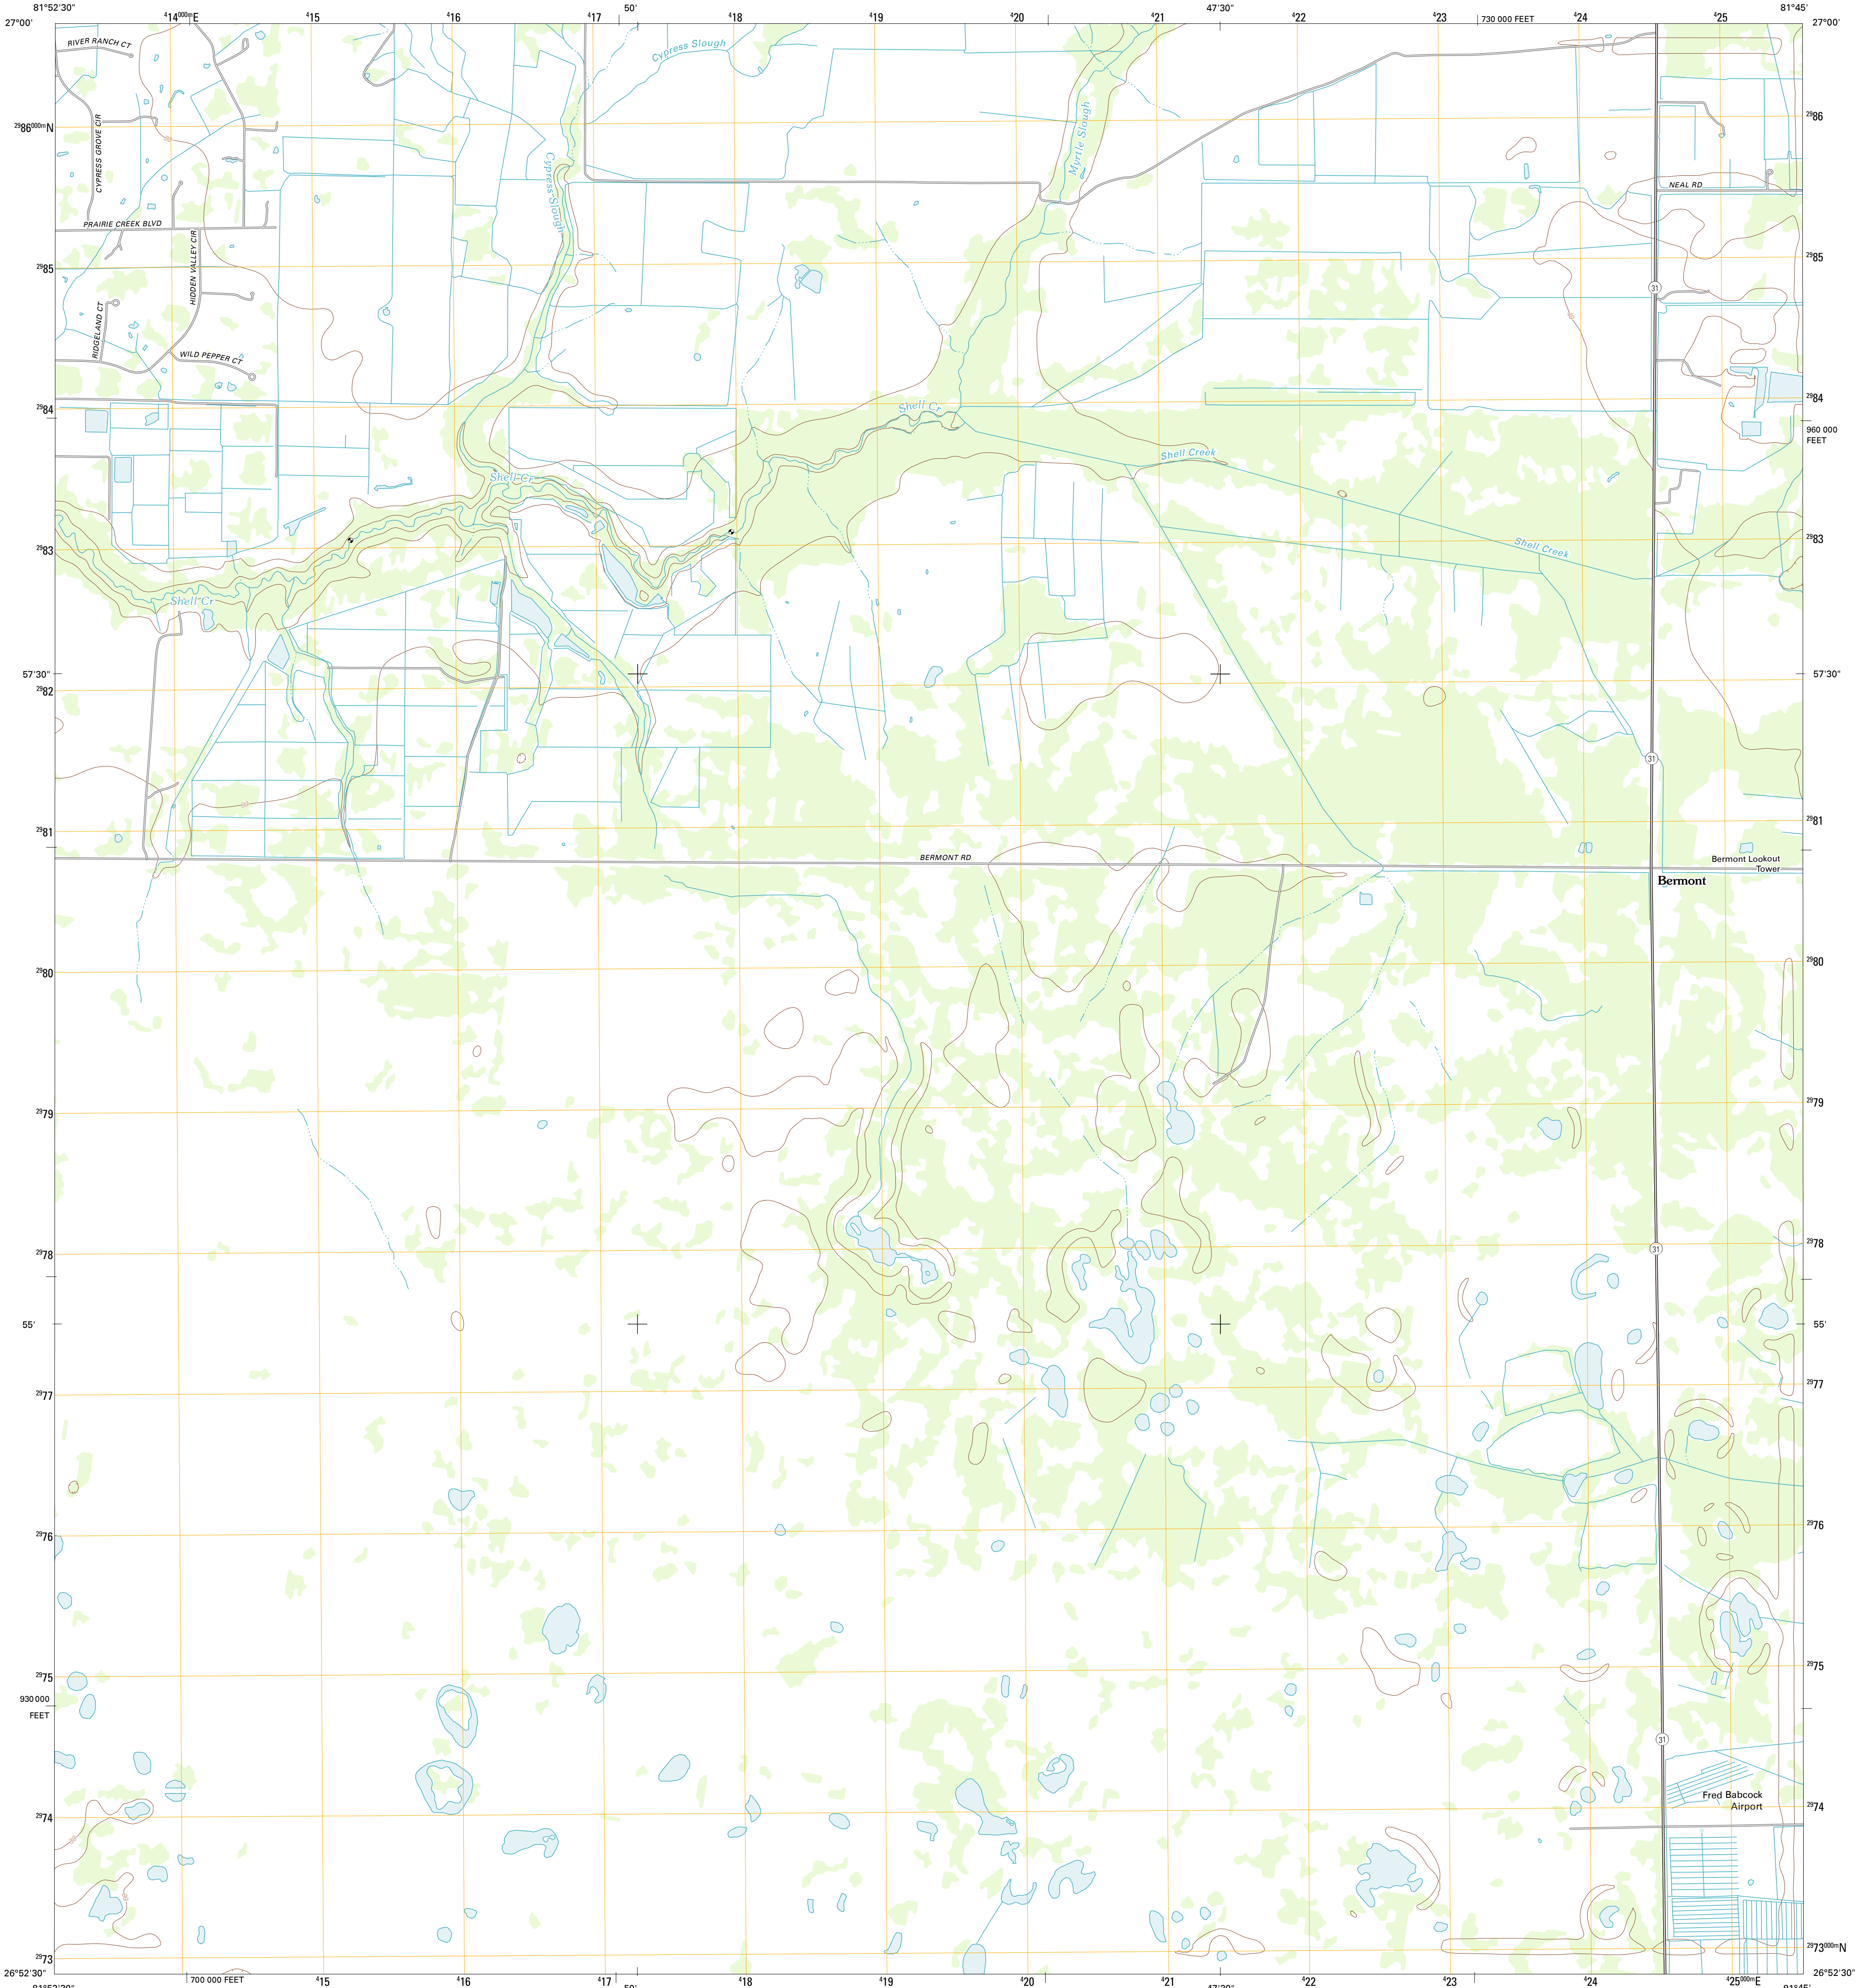 81°52'30"
⁴14⁰⁰⁰ᵐE
⁴15
⁴16
⁴17
50'
⁴18
⁴19
⁴20
⁴21
47'30"
⁴22
⁴23
730 000 FEET
⁴24
⁴25
81°45'
27°00'
27°00'
RIVER RANCH CT
Cypress Slough
Myrtle Slough
CYPRESS GROVE CIR
²⁹86⁰⁰⁰ᵐN
²⁹86
Cypress Slough
NEAL RD
PRAIRIE CREEK BLVD
HIDDEN VALLEY CIR
²⁹85
²⁹85
31
RIDGELAND CT
WILD PEPPER CT
²⁹84
²⁹84
Shell Cr
960 000
FEET
Shell Creek
Shell Cr
²⁹83
²⁹83
Shell Creek
Shell Cr
57'30"
57'30"
²⁹82
31
²⁹81
²⁹81
BERMONT RD
Bermont Lookout
Tower
Bermont
²⁹80
²⁹80
²⁹79
²⁹79
²⁹78
²⁹78
31
55'
55'
²⁹77
²⁹77
²⁹76
²⁹76
²⁹75
²⁹75
930 000
FEET
31
Fred Babcock
Airport
²⁹74
²⁹74
²⁹73
²⁹73⁰⁰⁰ᵐN
26°52'30"
26°52'30"
700 000 FEET
⁴15
⁴16
⁴17
⁴18
⁴19
⁴20
⁴21
⁴22
⁴23
⁴24
⁴25⁰⁰⁰ᵐE
81°52'30"
50'
47'30"
81°45'